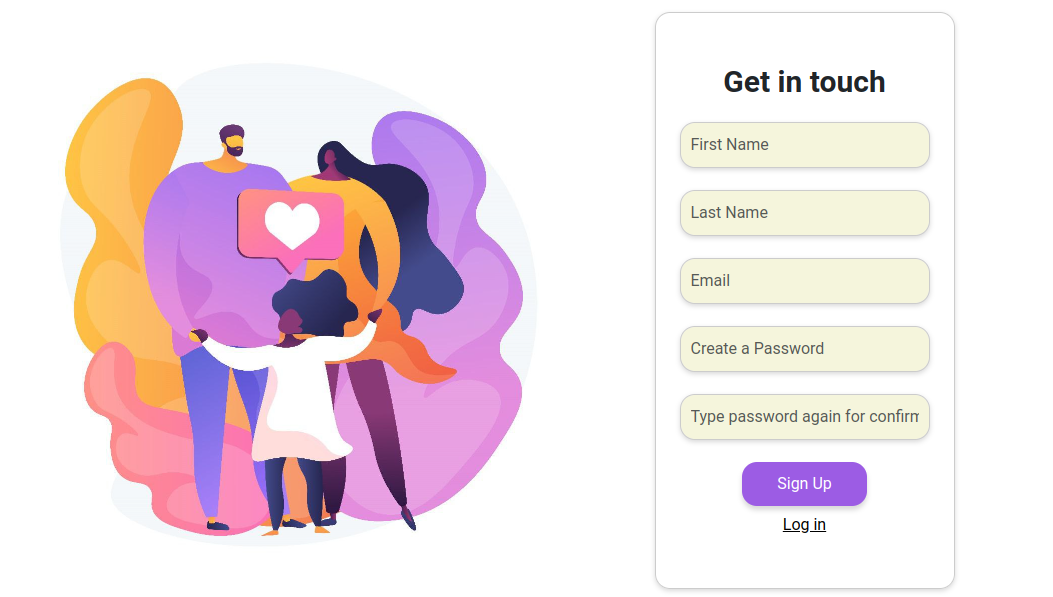 Get in touch
First Name
Last Name
Email
Create a Password
Type password again for confirm
Sign Up
Log in